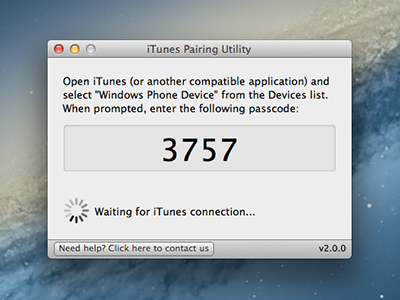 iTunes Pairing Utility
Open iTunes (or another compatible application) and
select "Windows Phone Device" from the Devices list.
When prompted, enter the following passcode:
3757
Waiting for iTunes connection...
Need help? Click here to contact us
v2.0.0